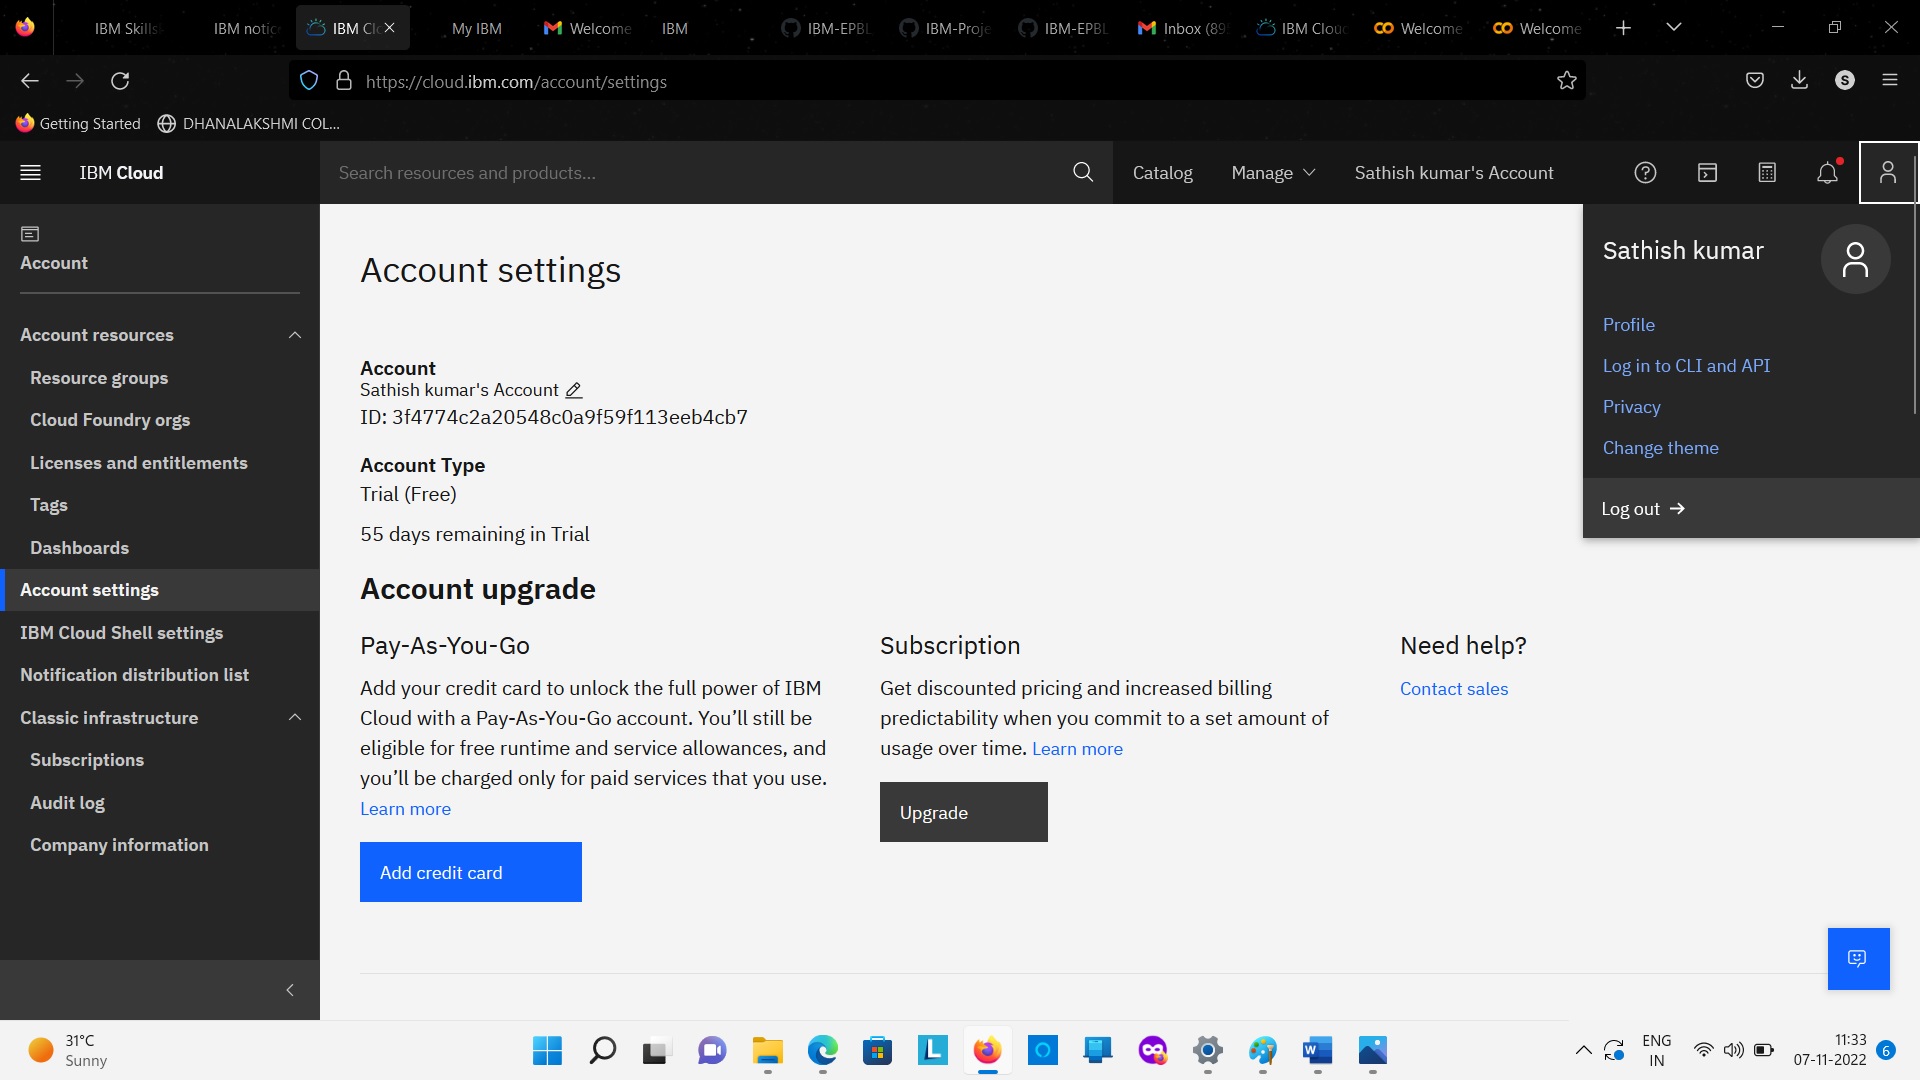 IBM Skills
IBM notic
IBM Cl
My IBM
Welcome
IBM
IBM-EPBL
IBM-Proje
IBM-EPBL
Inbox (89
IBM Clou
Welcome
Welcome
https://cloud.ibm.com/account/settings
S
Getting Started
DHANALAKSHMI COL...
IBM Cloud
Search resources and products...
Catalog
Manage
Sathish kumar's Account
Account
Account resources
Resource groups
Cloud Foundry orgs
Licenses and entitlements
Tags
Dashboards
Account settings
IBM Cloud Shell settings
Notification distribution list
Classic infrastructure
Subscriptions
Audit log
Company information
Account settings
Account
Sathish kumar's Account
ID: 3f4774c2a20548c0a9f59f113eeb4cb7
Account Type
Trial (Free)
55 days remaining in Trial
Account upgrade
Pay-As-You-Go
Add your credit card to unlock the full power of IBM
Cloud with a Pay-As-You-Go account. You’ll still be
eligible for free runtime and service allowances, and
you’ll be charged only for paid services that you use.
Learn more
Add credit card
Subscription
Get discounted pricing and increased billing
predictability when you commit to a set amount of
usage over time. Learn more
Upgrade
Need help?
Contact sales
Sathish kumar
Profile
Log in to CLI and API
Privacy
Change theme
Log out
31°C
Sunny
L
W
ENG
IN
11:33
07-11-2022
6